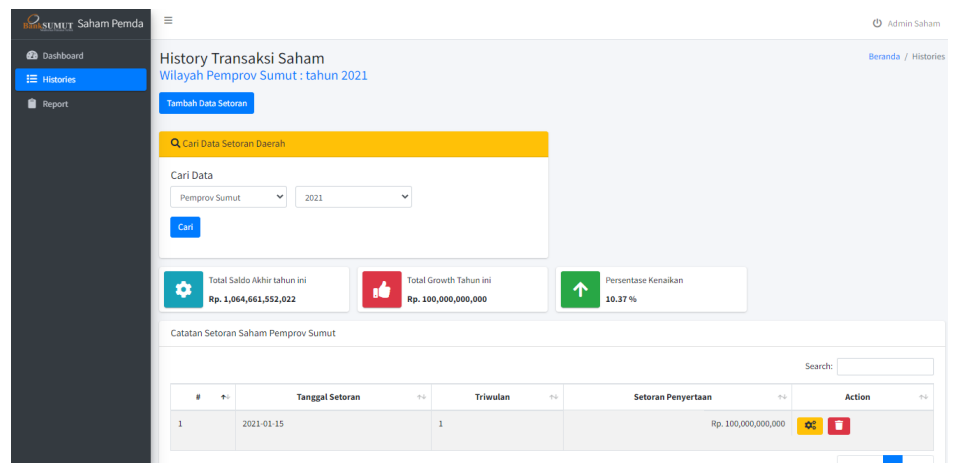 BankSUMUT Saham Pemda
Admin Saham
Dashboard
Histories
Report
History Transaksi Saham
Wilayah Pemprov Sumut : tahun 2021
Beranda / Histories
Tambah Data Setoran
Cari Data Setoran Daerah
Cari Data
Pemprov Sumut 2021
Cari
Total Saldo Akhir tahun ini
Rp. 1,064,661,552,022
Total Growth Tahun ini
Rp. 100,000,000,000
Persentase Kenaikan
10.37 %
Catatan Setoran Saham Pemprov Sumut
Search:
# Tanggal Setoran Triwulan Setoran Penyertaan Action
1 2021-01-15 1 Rp. 100,000,000,000